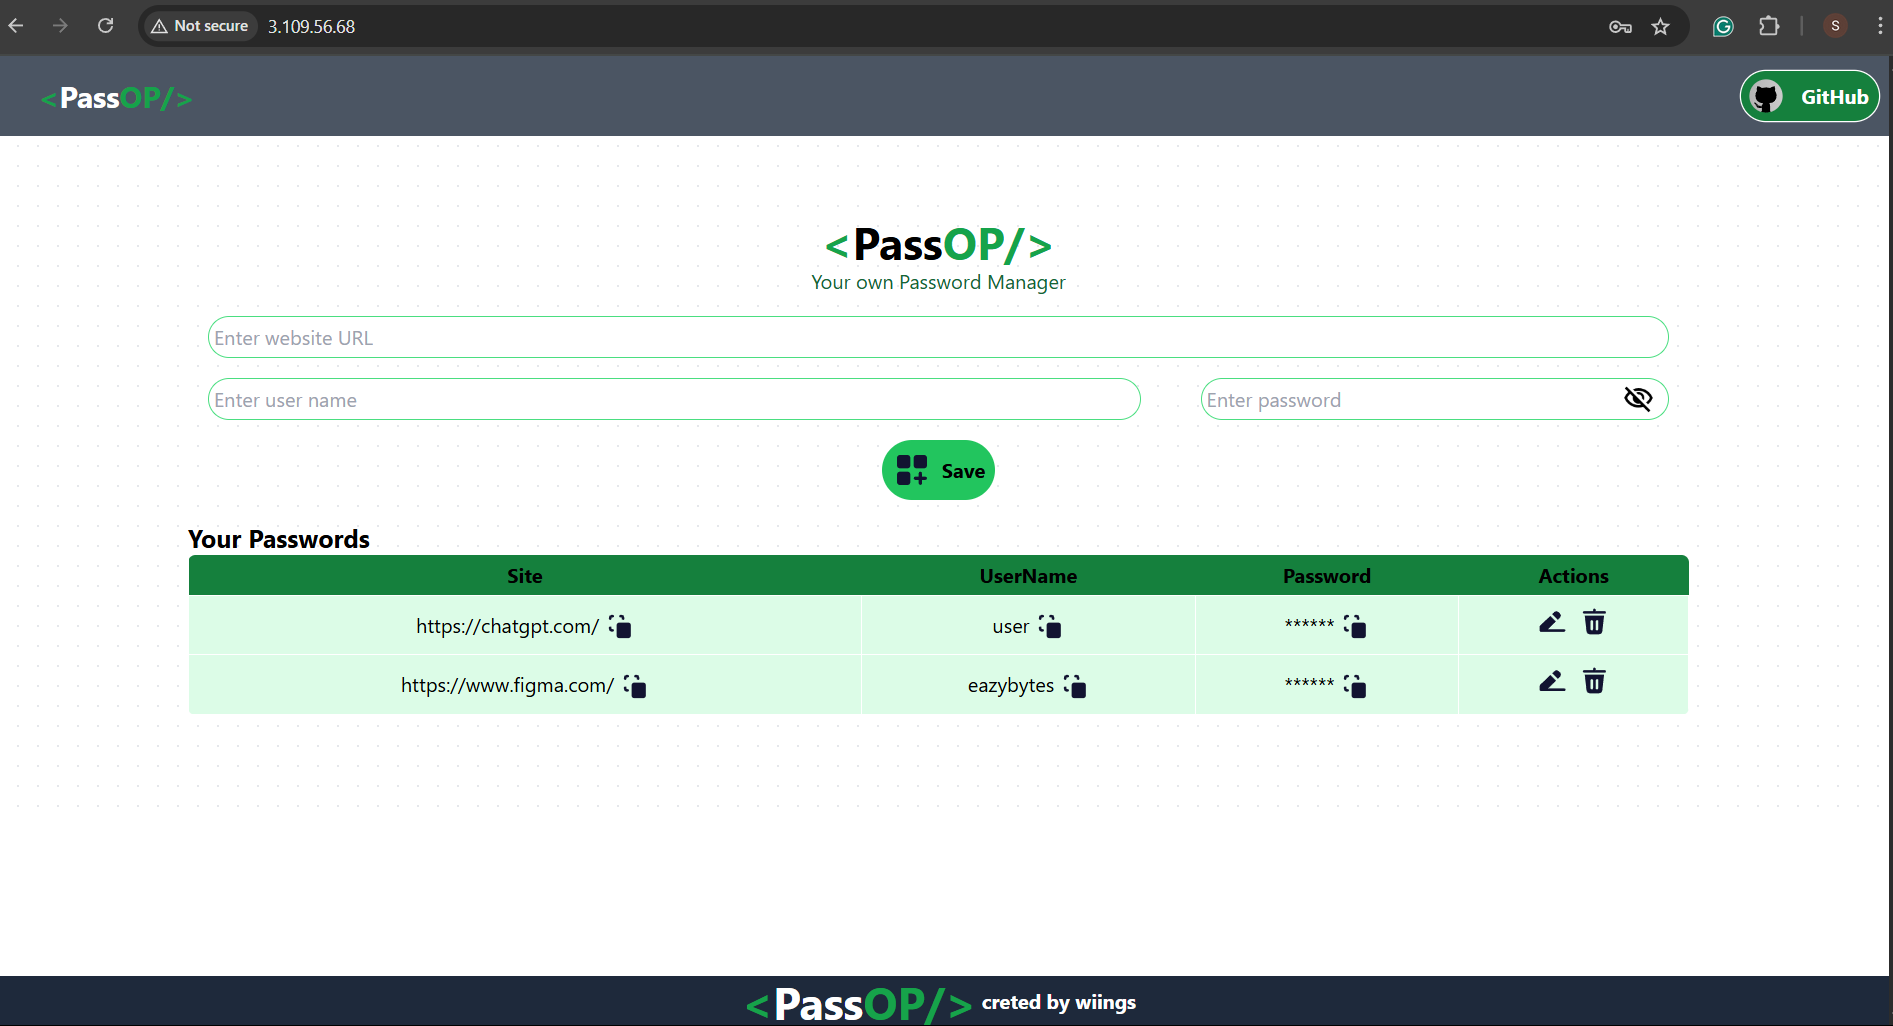 Not secure 3.109.56.68
S
<PassOP/>
GitHub
<PassOP/>
Your own Password Manager
Enter website URL
Enter user name Enter password
Save
Your Passwords
Site UserName Password Actions
https://chatgpt.com/ user ******
https://www.figma.com/ eazybytes ******
<PassOP/> creted by wiings